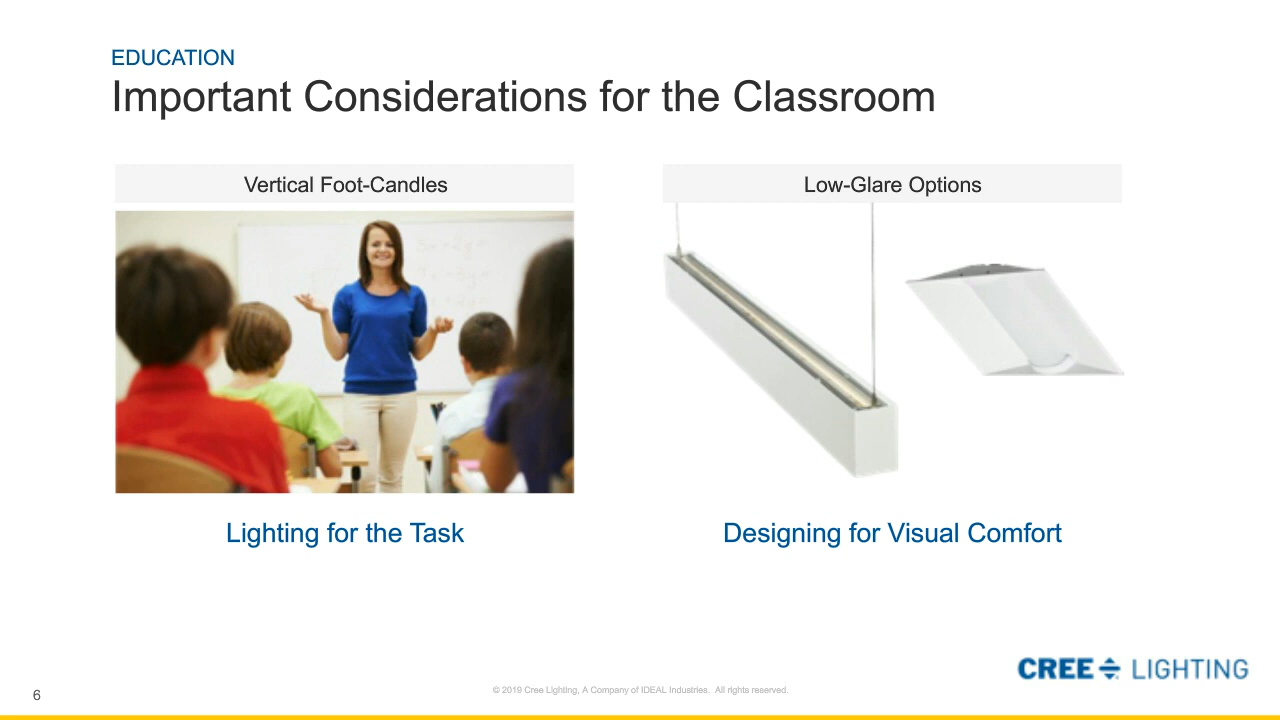 EDUCATION
Important Considerations for the Classroom
Vertical Foot-Candles
Low-Glare Options
Lighting for the Task
Designing for Visual Comfort
CREE LIGHTING
6
© 2019 Cree Lighting, A Company of IDEAL Industries. All rights reserved.